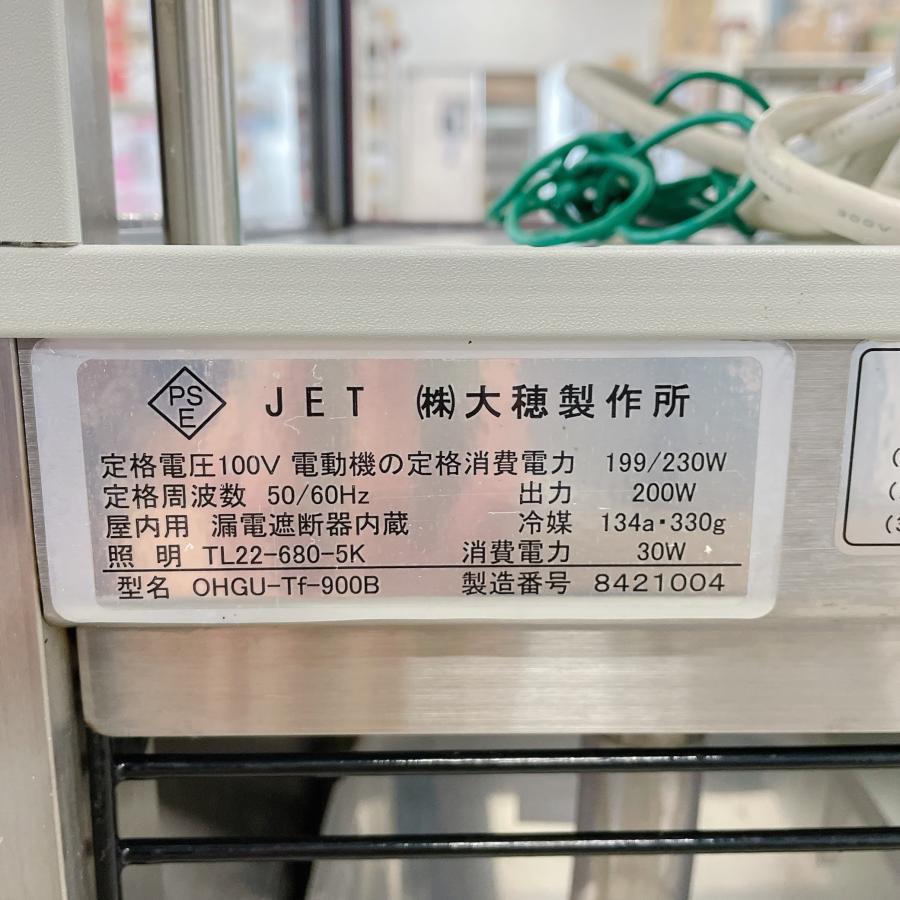 PS E JET ㈱大穂製作所
定格電圧100V 電動機の定格消費電力 199/230W
定格周波数 50/60Hz 出力 200W
屋内用 漏電遮断器内蔵 冷媒 134a・330g
照 明 TL22-680-5K 消費電力 30W
型名 OHGU-Tf-900B 製造番号 8421004